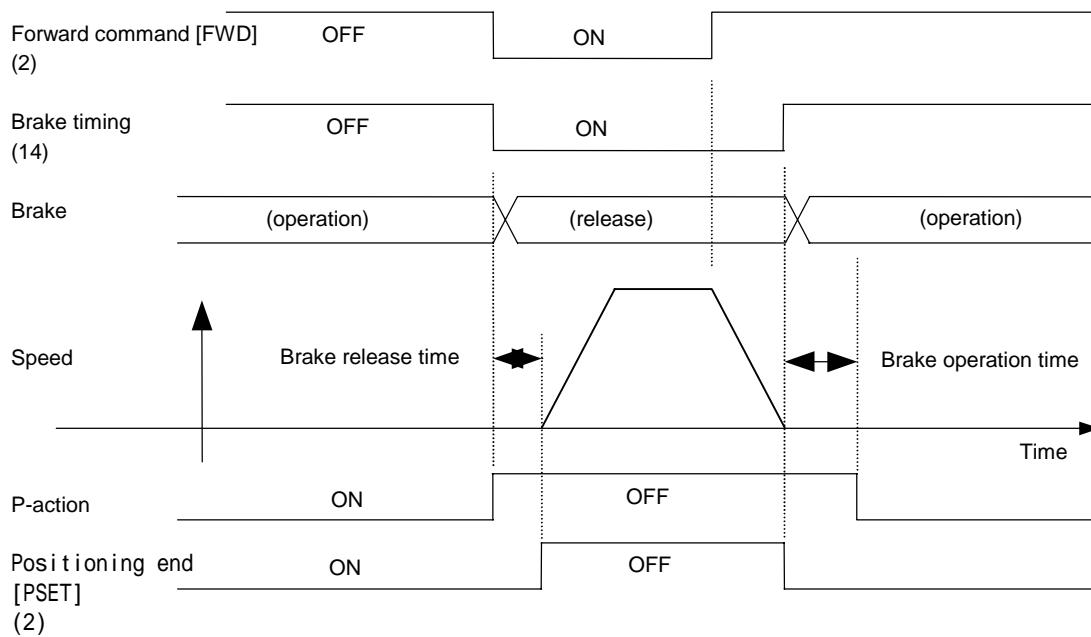 Forward command [FWD]
(2)
OFF
ON
Brake timing
(14)
OFF
ON
Brake
(operation)
(release)
(operation)
Speed
Brake release time
Brake operation time
Time
P-action
ON
OFF
Positioning end
[PSET]
(2)
ON
OFF